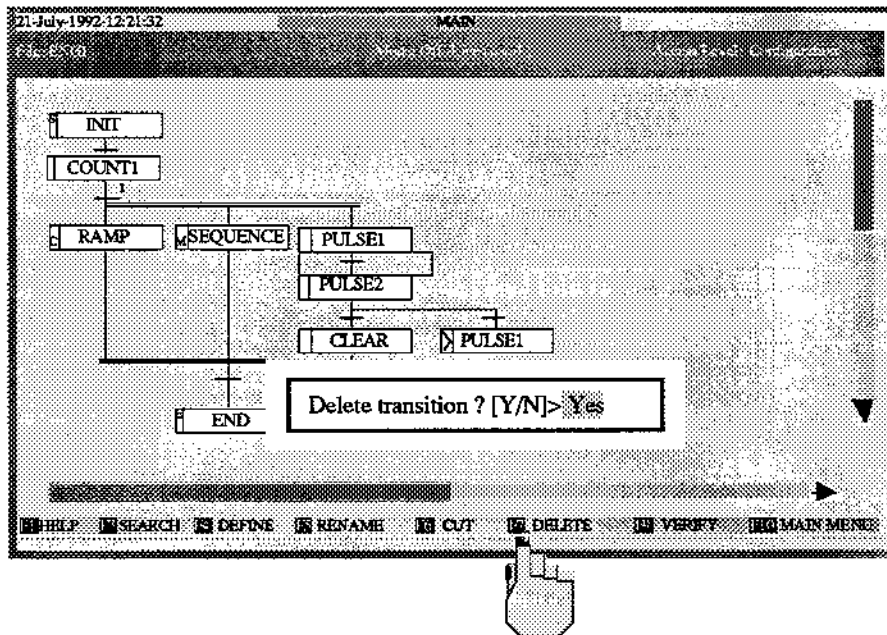 21-July-1992-12:21:32 MAIN
S INIT
COUNT1
1
C RAMP M SEQUENCE PULSE1
PULSE2
CLEAR > PULSE1
Delete transition ? [Y/N]> Yes
E END
HELP SEARCH DEFINE RENAME CUT DELETE VERIFY MAIN MENU